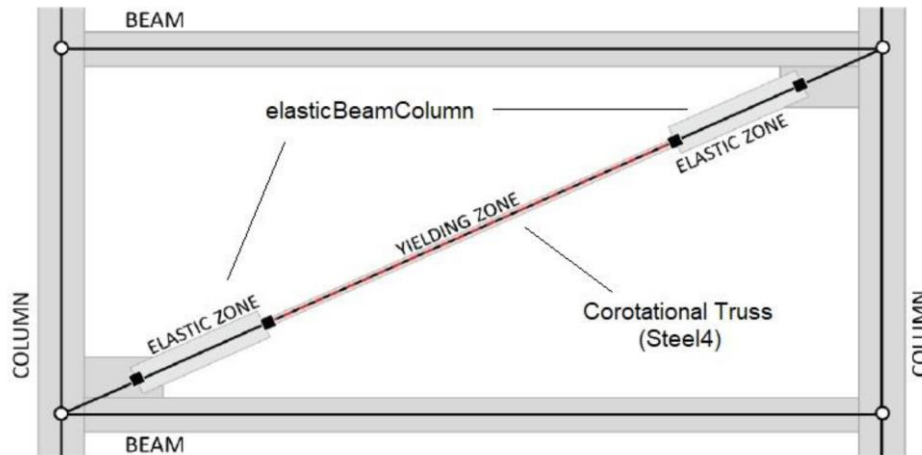 BEAM
elasticBeamColumn
ELASTIC ZONE
YIELDING ZONE
ELASTIC ZONE
COLUMN
Corotational Truss
(Steel4)
COLUMN
BEAM